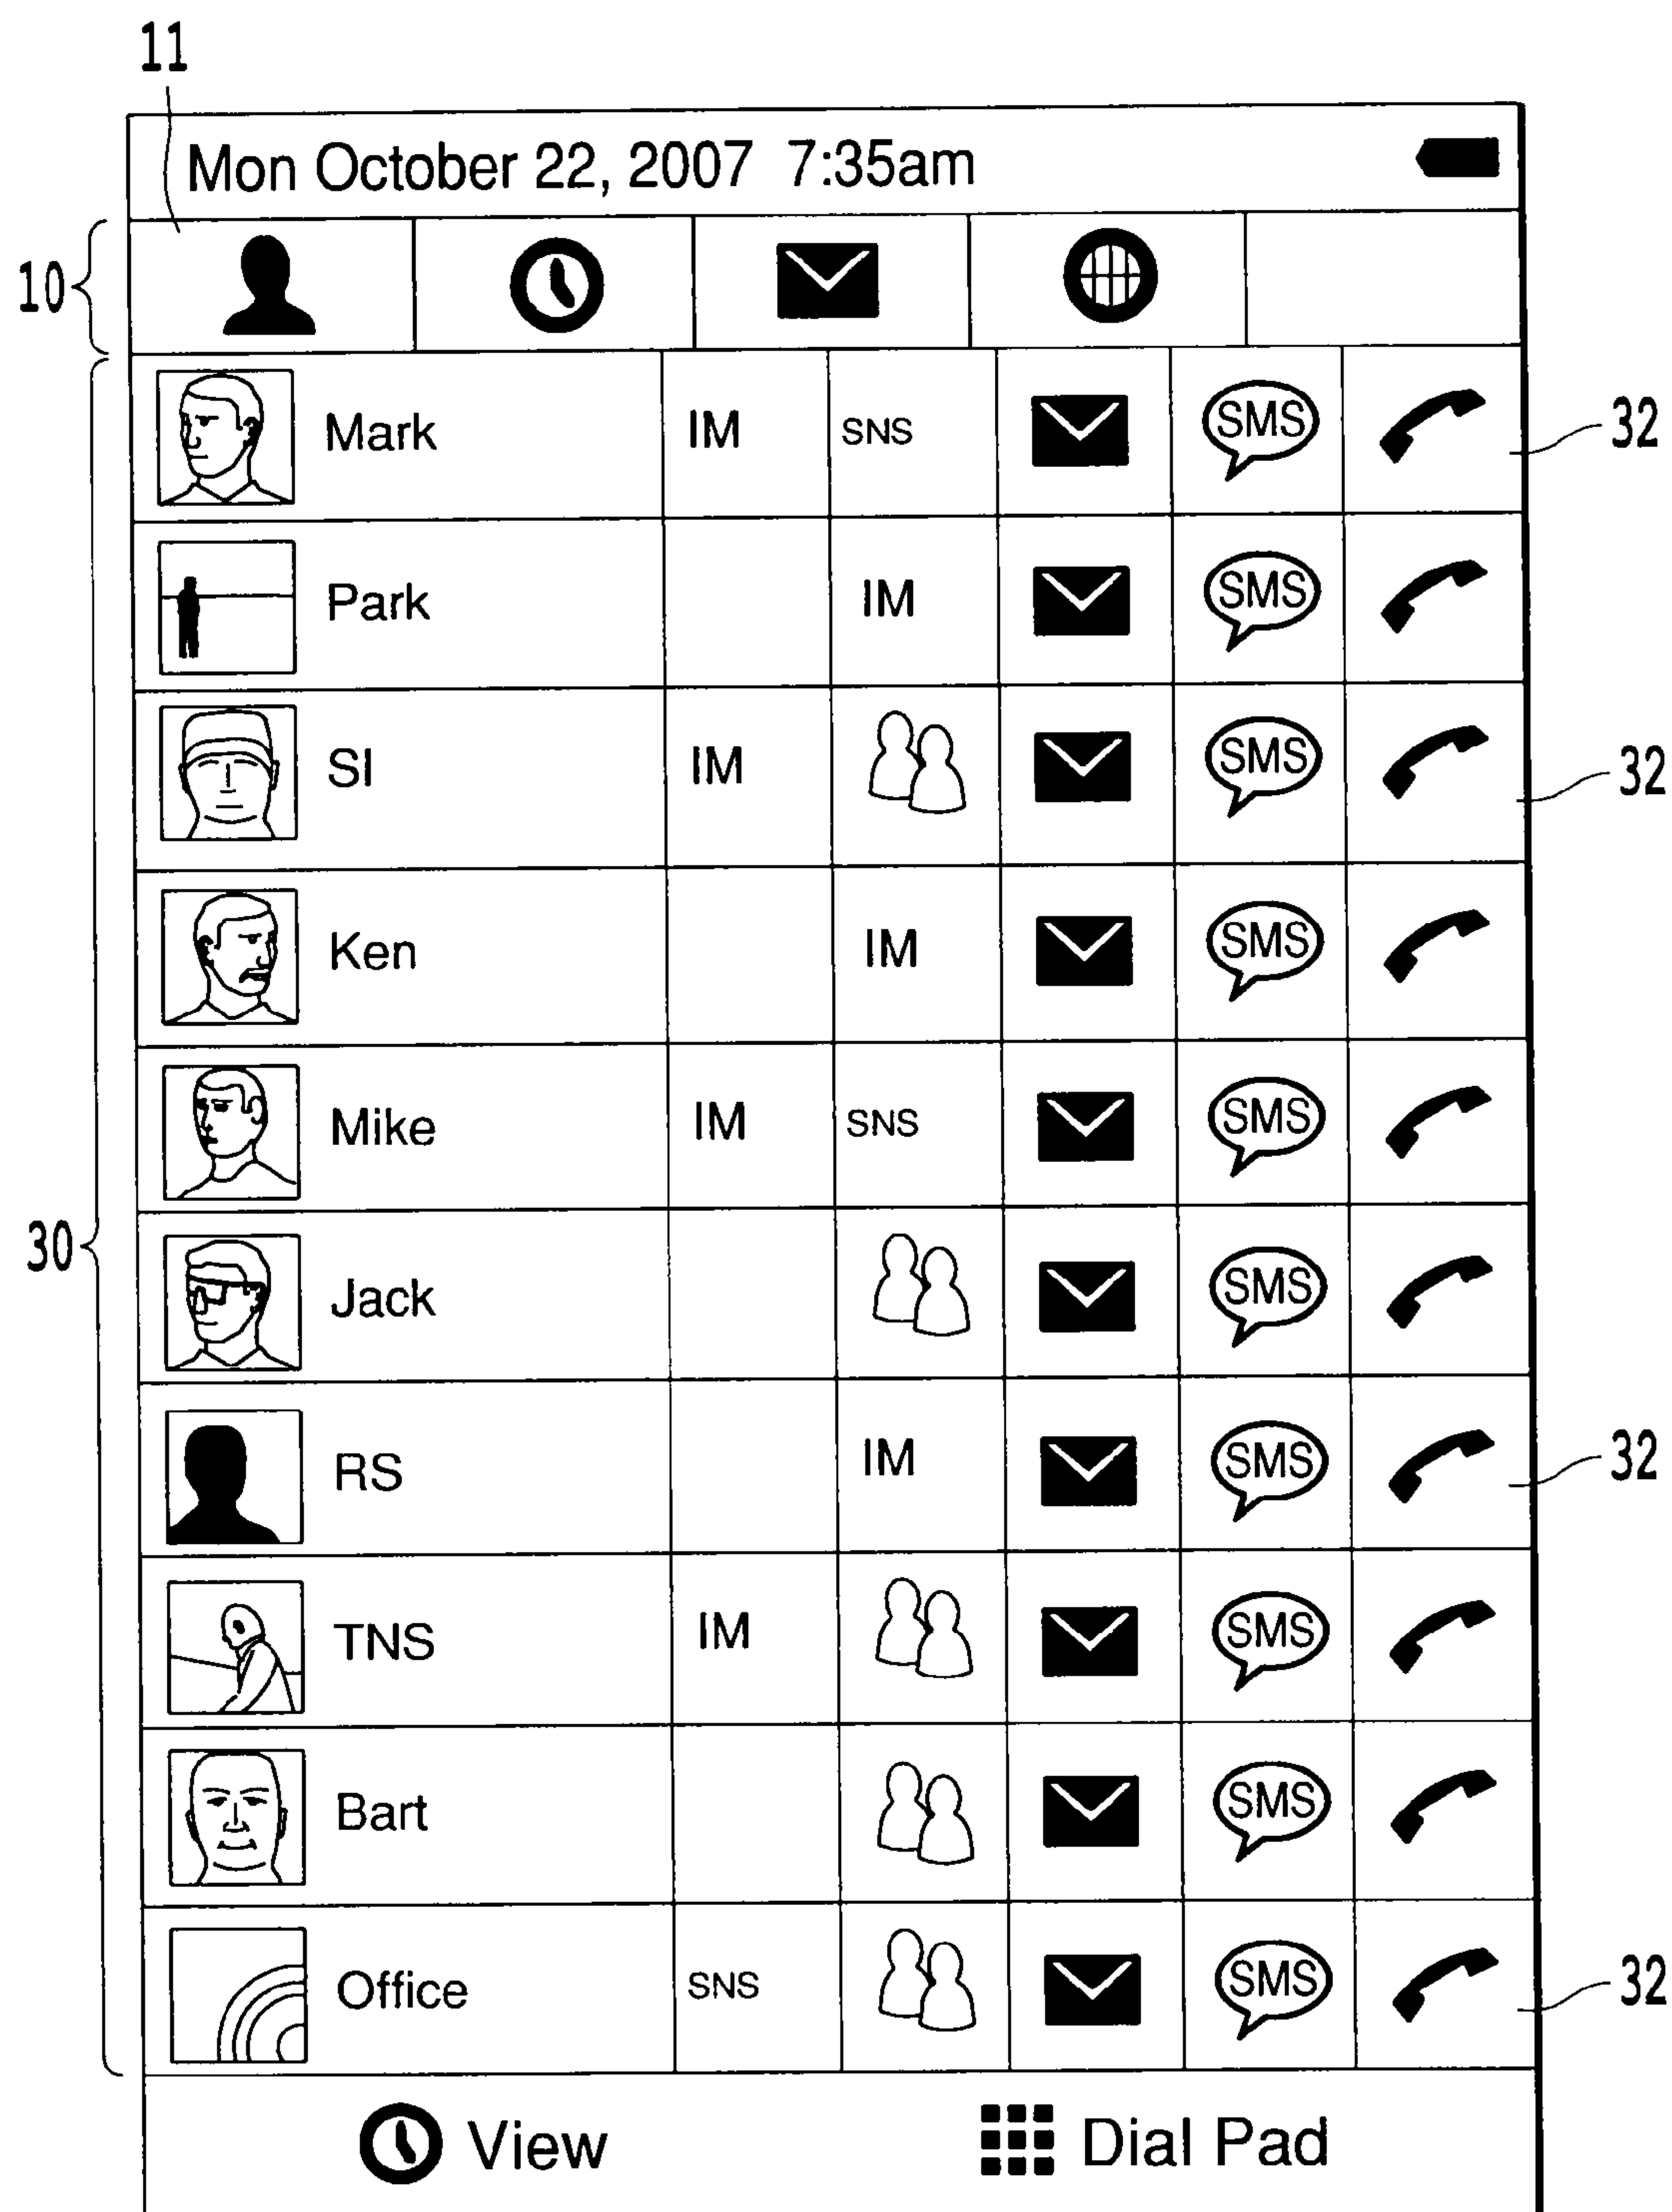 11
Mon October 22, 2007 7:35am
10
Mark IM SNS SMS 32
Park IM SMS
SI IM SMS 32
Ken IM SMS
Mike IM SNS SMS
30
Jack SMS
RS IM SMS 32
TNS IM SMS
Bart SMS
Office SNS SMS 32
View Dial Pad